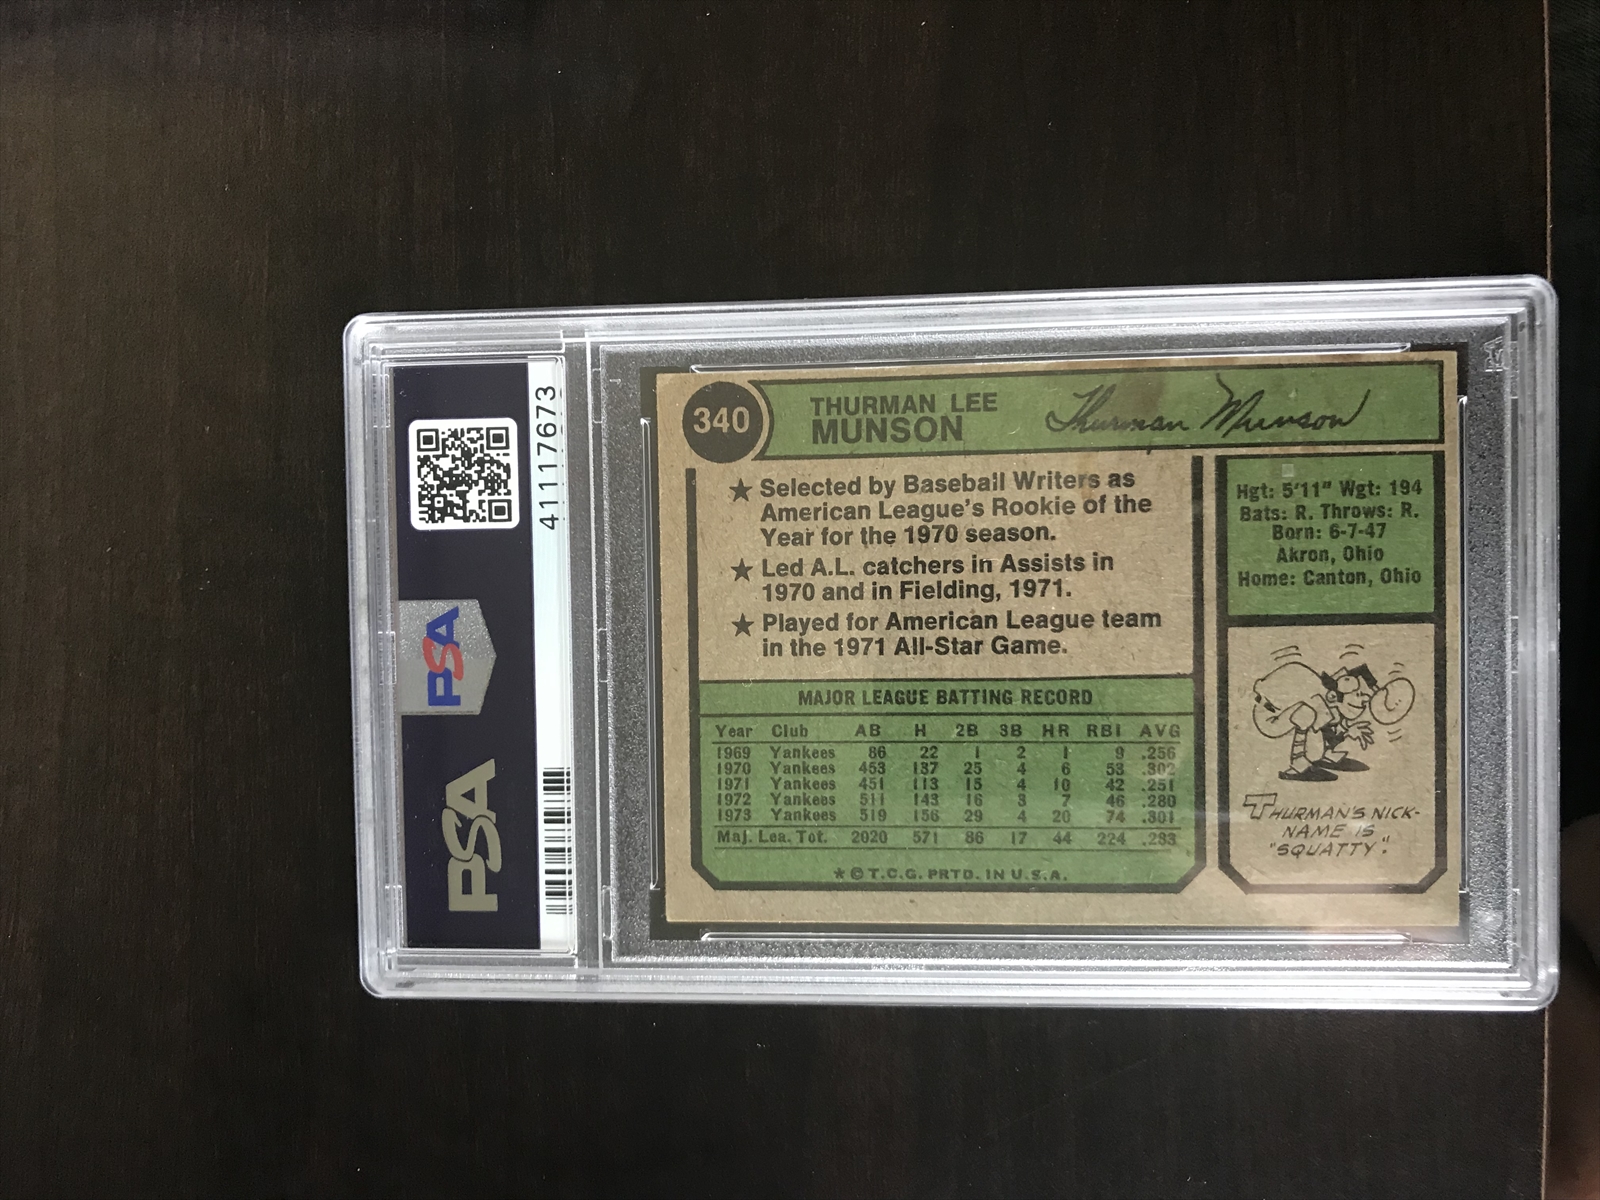 PSA
PSA
41117673
340
THURMAN LEE
MUNSON
Thurman Munson
★ Selected by Baseball Writers as
American League's Rookie of the
Year for the 1970 season.
★ Led A.L. catchers in Assists in
1970 and in Fielding, 1971.
★ Played for American League team
in the 1971 All-Star Game.
MAJOR LEAGUE BATTING RECORD
Year Club AB H 2B 3B HR RBI AVG
1969 Yankees 86 22 1 2 1 9 .256
1970 Yankees 453 137 25 4 6 53 .302
1971 Yankees 451 113 15 4 10 42 .251
1972 Yankees 511 143 16 3 7 46 .280
1973 Yankees 519 156 29 4 20 74 .301
Maj. Lea. Tot. 2020 571 86 17 44 224 .283
★ © T.C.G. PRTD. IN U.S.A.
Hgt: 5'11" Wgt: 194
Bats: R. Throws: R.
Born: 6-7-47
Akron, Ohio
Home: Canton, Ohio
THURMAN'S NICK-
NAME IS
"SQUATTY".